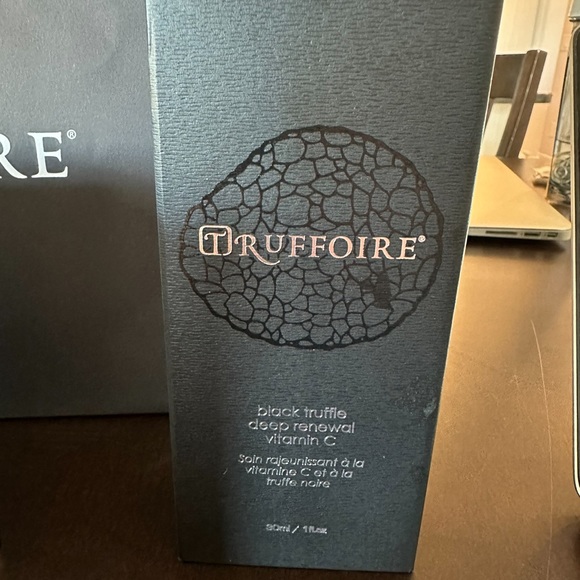 RE®
TRUFFOIRE®
black truffle
deep renewal
vitamin C
Soin rajeunissant à la
vitamine C et à la
truffe noire
30ml / 1fl.oz